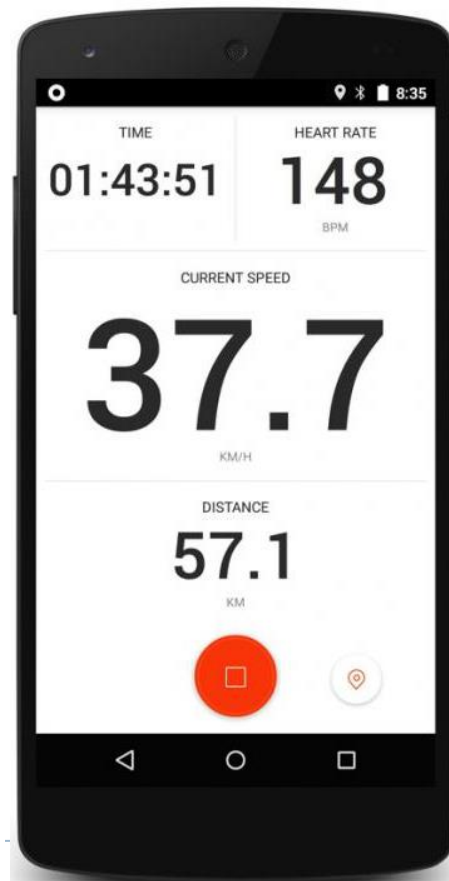 8:35
TIME
01:43:51
HEART RATE
148
BPM
CURRENT SPEED
37.7
KM/H
DISTANCE
57.1
KM